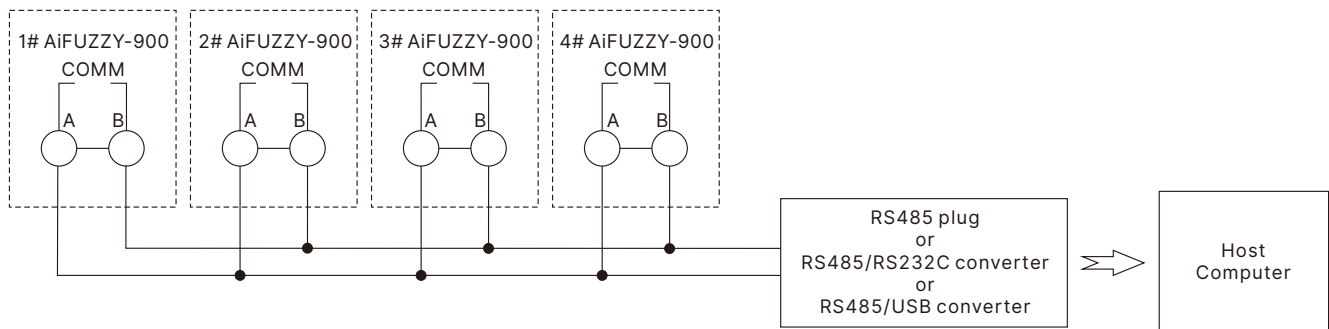 1# AiFUZZY-900
COMM
A
B
2# AiFUZZY-900
COMM
A
B
3# AiFUZZY-900
COMM
A
B
4# AiFUZZY-900
COMM
A
B
RS485 plug
or
RS485/RS232C converter
or
RS485/USB converter
Host
Computer